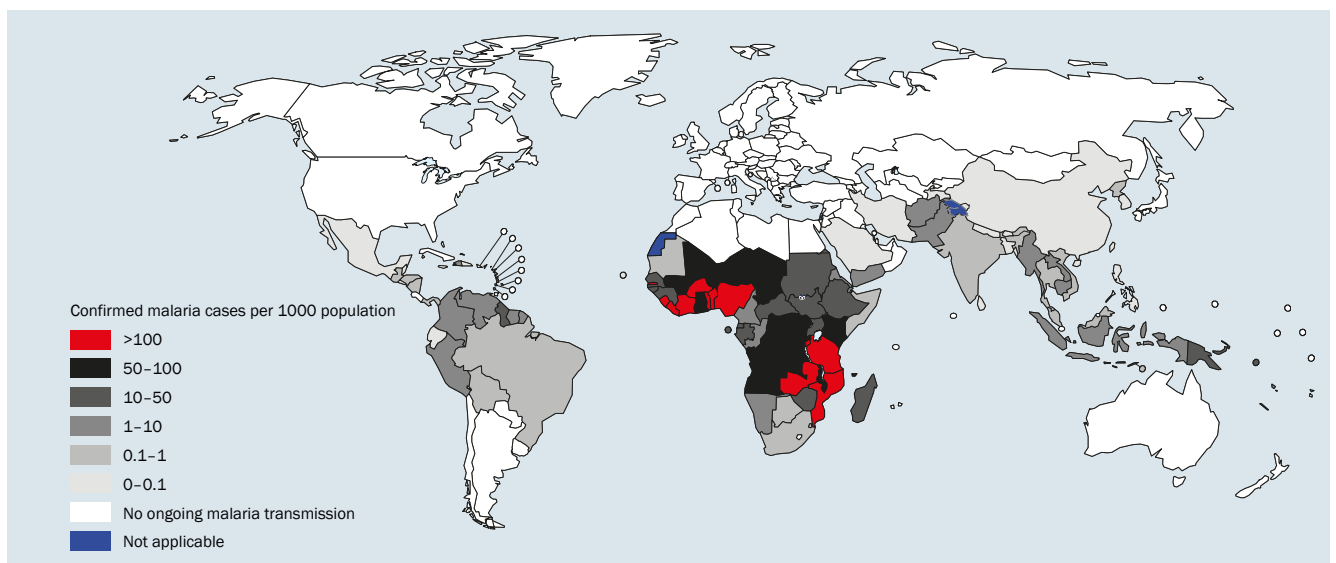 Confirmed malaria cases per 1000 population
>100
50–100
10–50
1–10
0.1–1
0–0.1
No ongoing malaria transmission
Not applicable